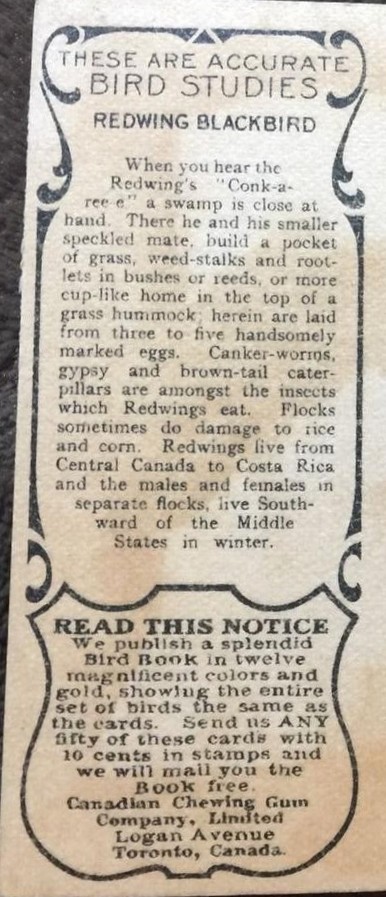 THESE ARE ACCURATE
BIRD STUDIES
REDWING BLACKBIRD
When you hear the
Redwing's "Conk-a-
ree e" a swamp is close at
hand. There he and his smaller
speckled mate, build a pocket
of grass, weed-stalks and root-
lets in bushes or reeds, or more
cup-like home in the top of a
grass hummock; herein are laid
from three to five handsomely
marked eggs. Canker-worms,
gypsy and brown-tail cater-
pillars are amongst the insects
which Redwings eat. Flocks
sometimes do damage to rice
and corn. Redwings live from
Central Canada to Costa Rica
and the males and females in
separate flocks, live South-
ward of the Middle
States in winter.
READ THIS NOTICE
We publish a splendid
Bird Book in twelve
magnificent colors and
gold, showing the entire
set of birds the same as
the cards. Send us ANY
fifty of these cards with
10 cents in stamps and
we will mail you the
Book free.
Canadian Chewing Gum
Company, Limited
Logan Avenue
Toronto, Canada.